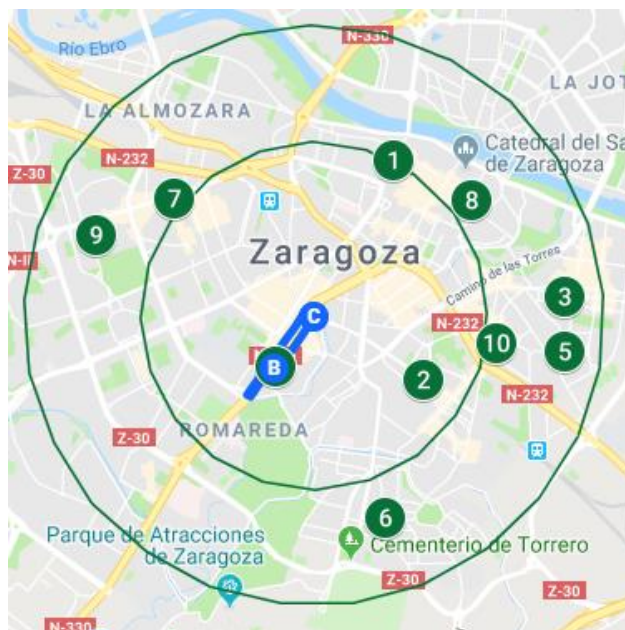 N-330
Río Ebro
LA JOT
LA ALMOZARA
Catedral del Sa
de Zaragoza
N-232
1
Z-30
7
8
9
Zaragoza
N-II
Camino de las Torres
3
C
N-232
10
5
B
2
N-232
ROMAREDA
Z-30
6
Parque de Atracciones
de Zaragoza
Cementerio de Torrero
Z-30
Z-30
N-330